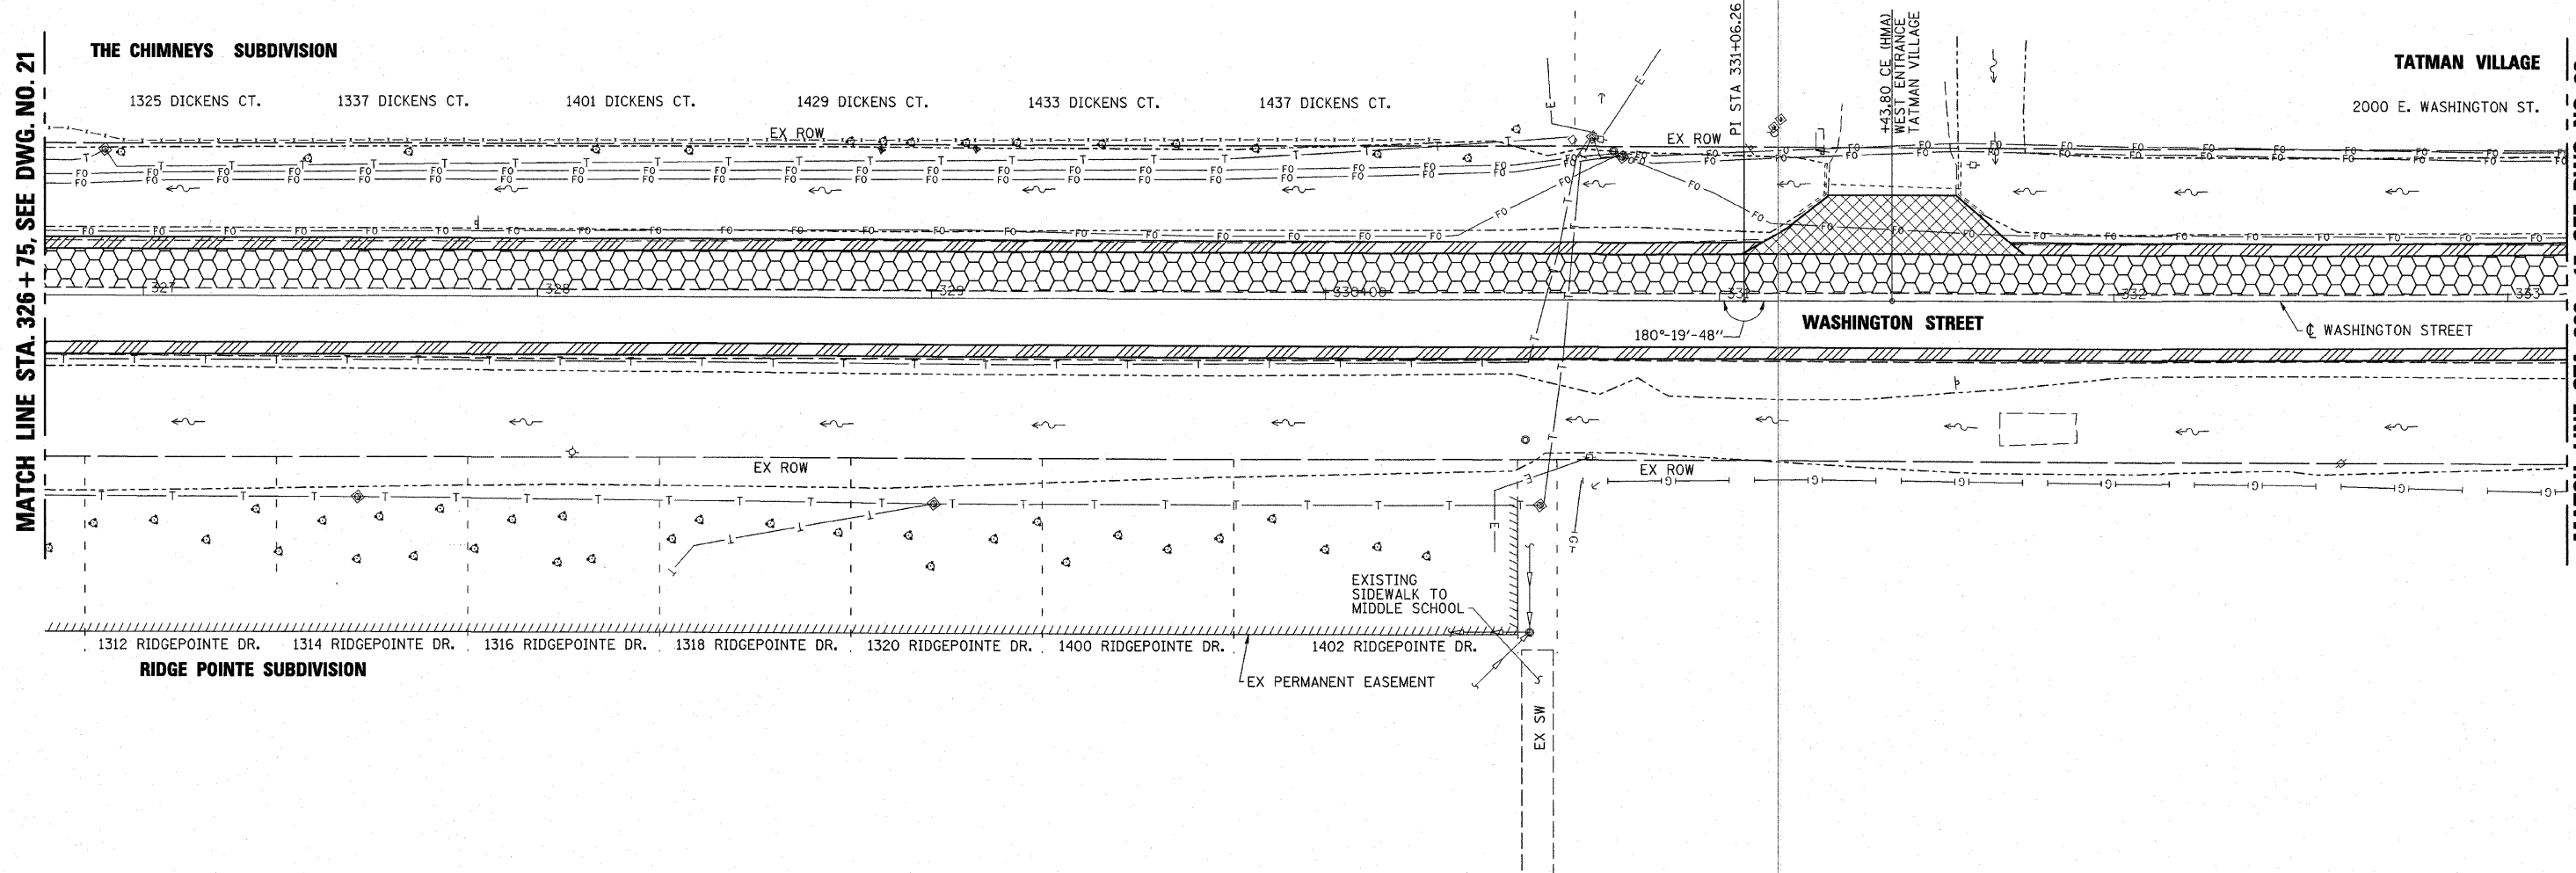 MATCH LINE STA. 326 + 75, SEE DWG. NO. 21
THE CHIMNEYS SUBDIVISION
TATMAN VILLAGE
1325 DICKENS CT.
1337 DICKENS CT.
1401 DICKENS CT.
1429 DICKENS CT.
1433 DICKENS CT.
1437 DICKENS CT.
2000 E. WASHINGTON ST.
PI STA 331+06.26
+43.80 CE (HMA)
WEST ENTRANCE
TATMAN VILLAGE
EX ROW
EX ROW
327
328
329
330+00
331
332
333
180°-19'-48"
WASHINGTON STREET
℄ WASHINGTON STREET
EX ROW
EX ROW
EXISTING
SIDEWALK TO
MIDDLE SCHOOL
1312 RIDGEPOINTE DR.
1314 RIDGEPOINTE DR.
1316 RIDGEPOINTE DR.
1318 RIDGEPOINTE DR.
1320 RIDGEPOINTE DR.
1400 RIDGEPOINTE DR.
1402 RIDGEPOINTE DR.
RIDGE POINTE SUBDIVISION
EX PERMANENT EASEMENT
EX SW